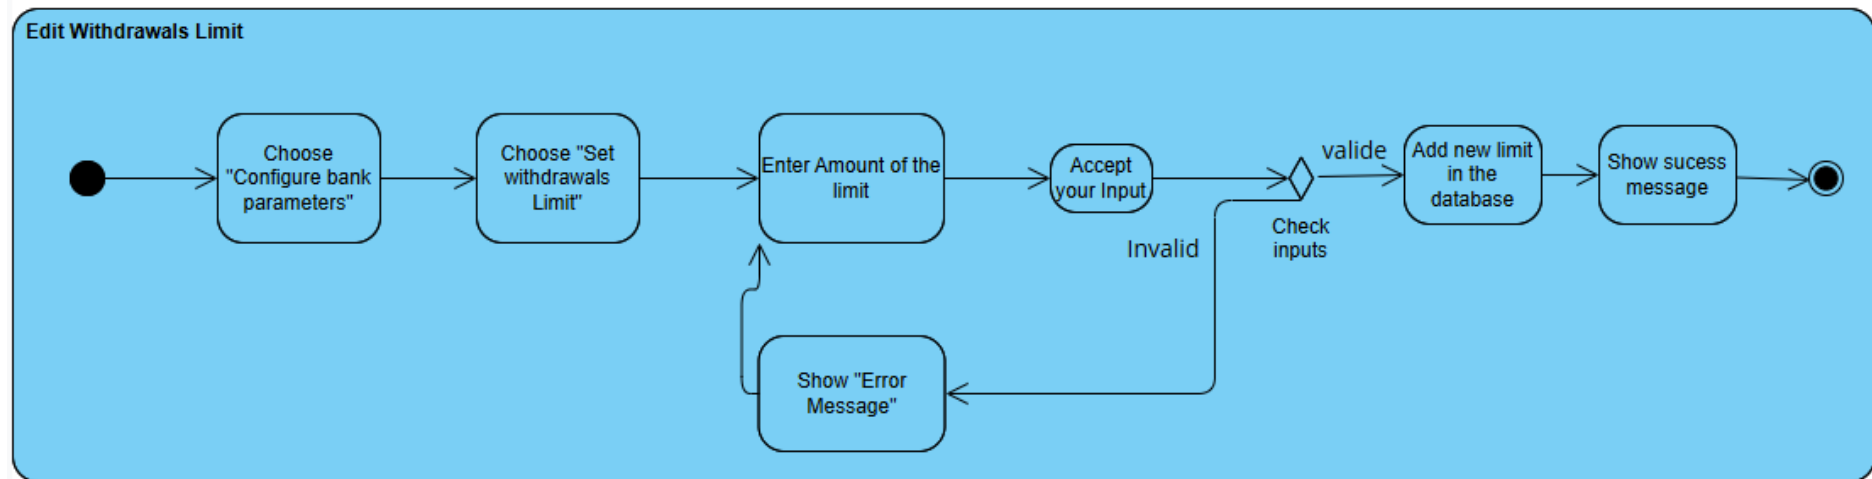 Edit Withdrawals Limit
Choose
"Configure bank
parameters"
Choose "Set
withdrawals
Limit"
Enter Amount of the
limit
Accept
your Input
valide
Add new limit
in the
database
Show sucess
message
Check
inputs
Invalid
Show "Error
Message"